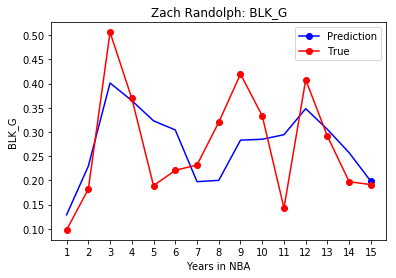 Zach Randolph: BLK_G
Prediction
True
BLK_G
0.50
0.45
0.40
0.35
0.30
0.25
0.20
0.15
0.10
1 2 3 4 5 6 7 8 9 10 11 12 13 14 15
Years in NBA